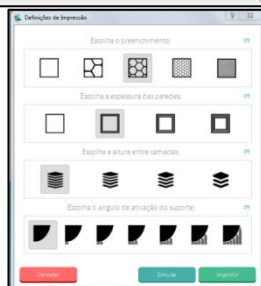 Definições de Impressão
Escolha o preenchimento:
[?]
Escolha a espessura das paredes:
[?]
Escolha a altura entre camadas:
[?]
Escolha o angulo de ativação do suporte:
[?]
Cancelar
Simular
Imprimir